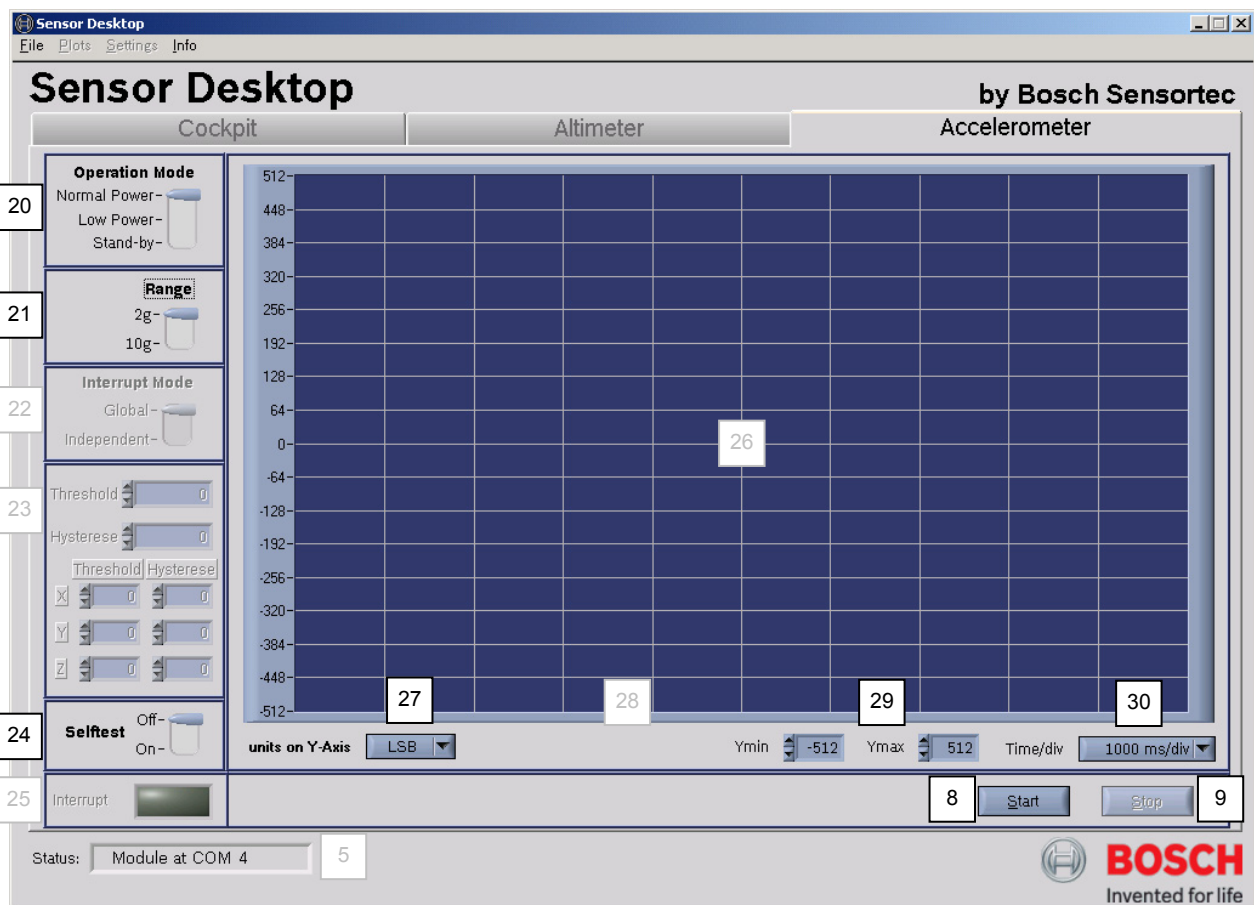 Sensor Desktop
File Plots Settings Info
Sensor Desktop
by Bosch Sensortec
Cockpit Altimeter Accelerometer
Operation Mode
20
Normal Power-
Low Power-
Stand-by-
21
Range
2g-
10g-
22
Interrupt Mode
Global-
Independent-
23
Threshold 0
Hysterese 0
Threshold Hysterese
X 0 0
Y 0 0
Z 0 0
24
Selftest
Off-
On-
25
Interrupt
512-
448-
384-
320-
256-
192-
128-
64-
0-
-64-
-128-
-192-
-256-
-320-
-384-
-448-
-512-
26
27 28 29 30
units on Y-Axis LSB Ymin -512 Ymax 512 Time/div 1000 ms/div
8 Start Stop 9
Status: Module at COM 4 5
BOSCH
Invented for life